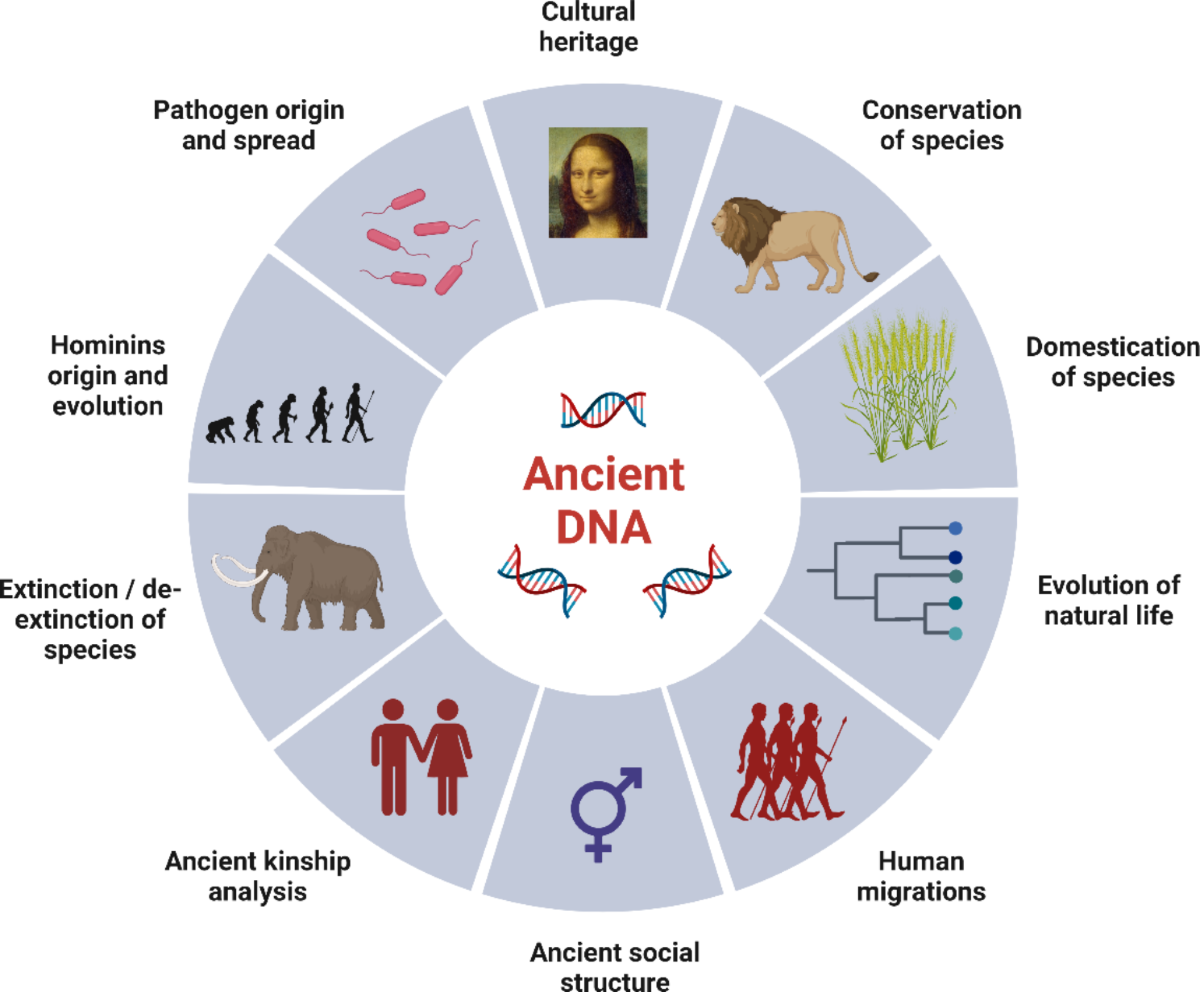 Cultural
heritage
Conservation
of species
Domestication
of species
Evolution of
natural life
Human
migrations
Ancient social
structure
Ancient kinship
analysis
Extinction / de-
extinction of
species
Hominins
origin and
evolution
Pathogen origin
and spread
Ancient
DNA